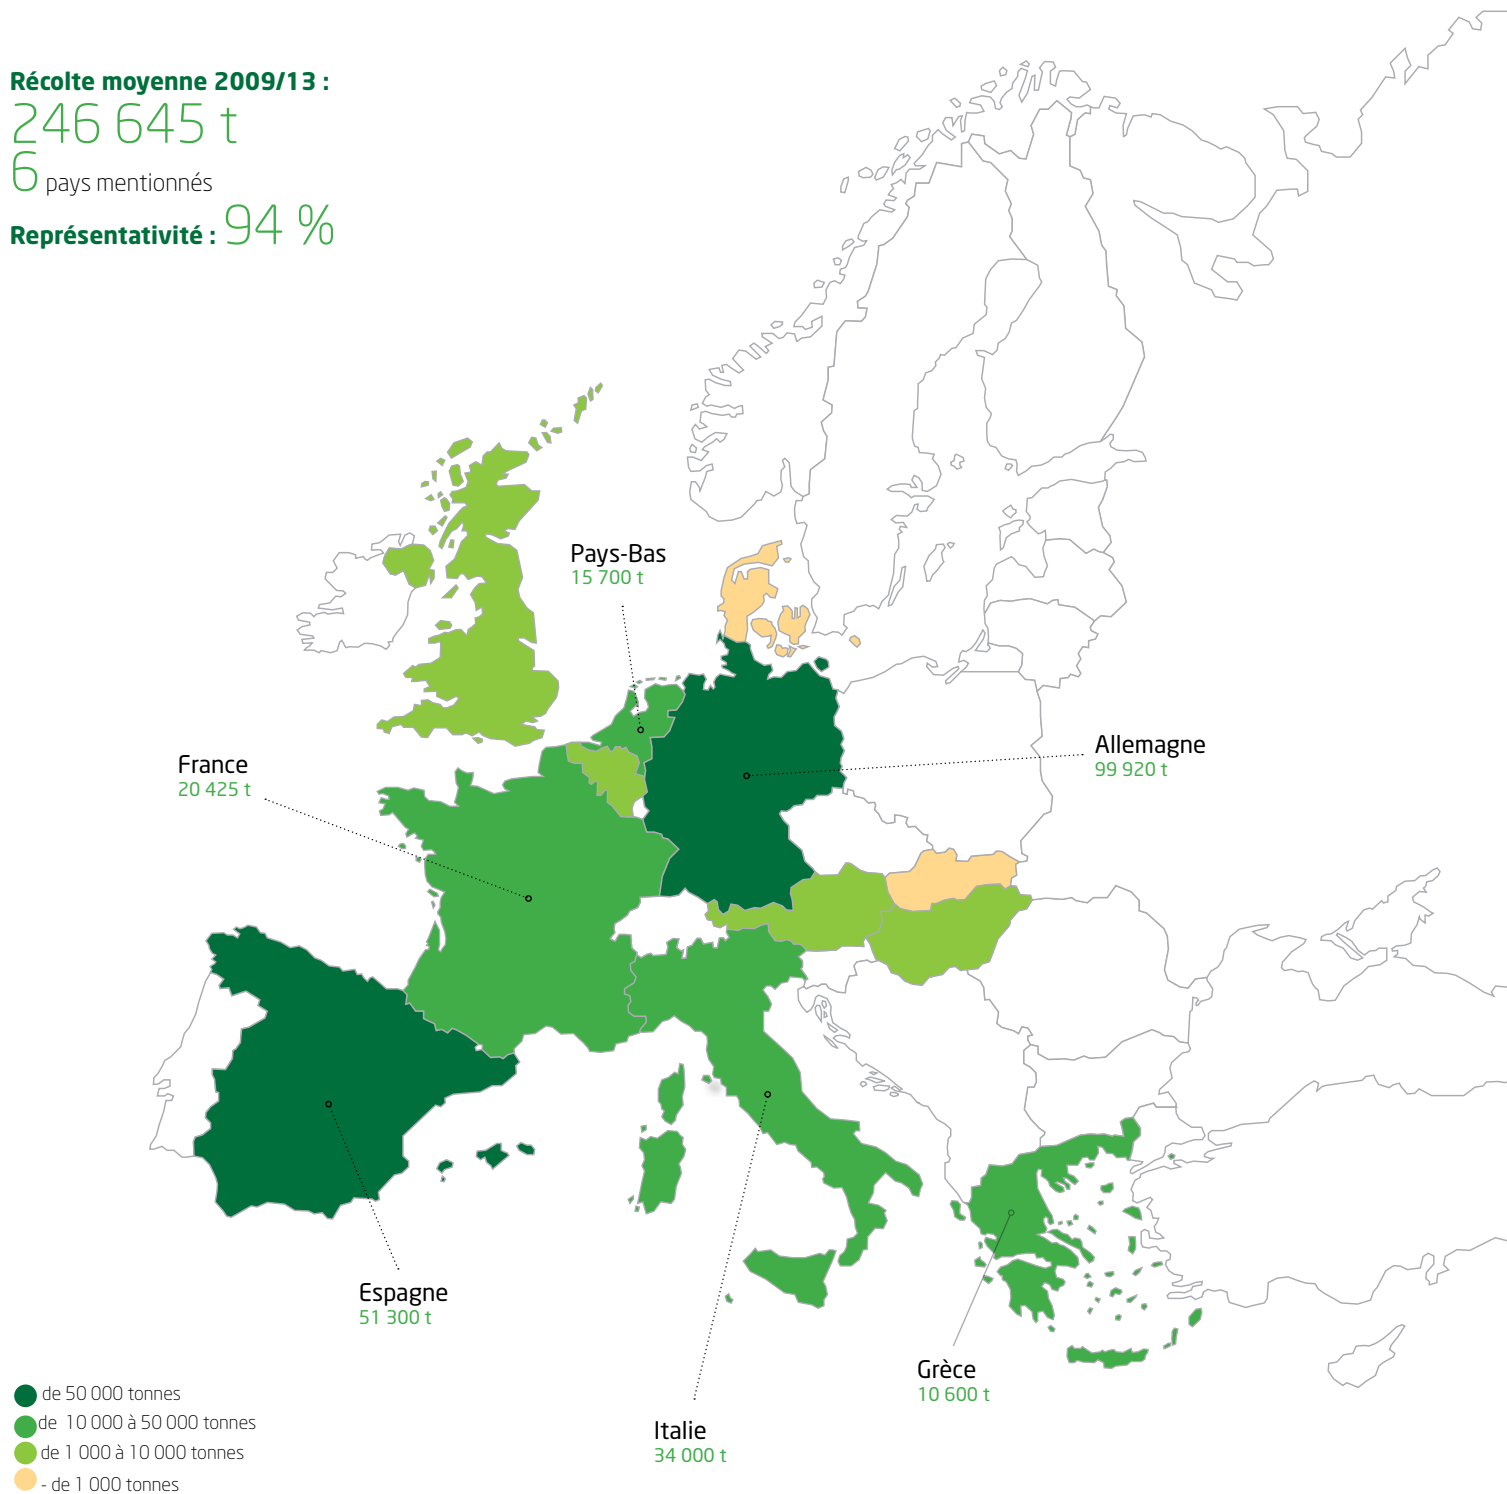 Récolte moyenne 2009/13 :
246 645 t
6 pays mentionnés
Représentativité : 94 %
Pays-Bas
15 700 t
Allemagne
99 920 t
France
20 425 t
Espagne
51 300 t
Grèce
10 600 t
Italie
34 000 t
de 50 000 tonnes
de 10 000 à 50 000 tonnes
de 1 000 à 10 000 tonnes
- de 1 000 tonnes